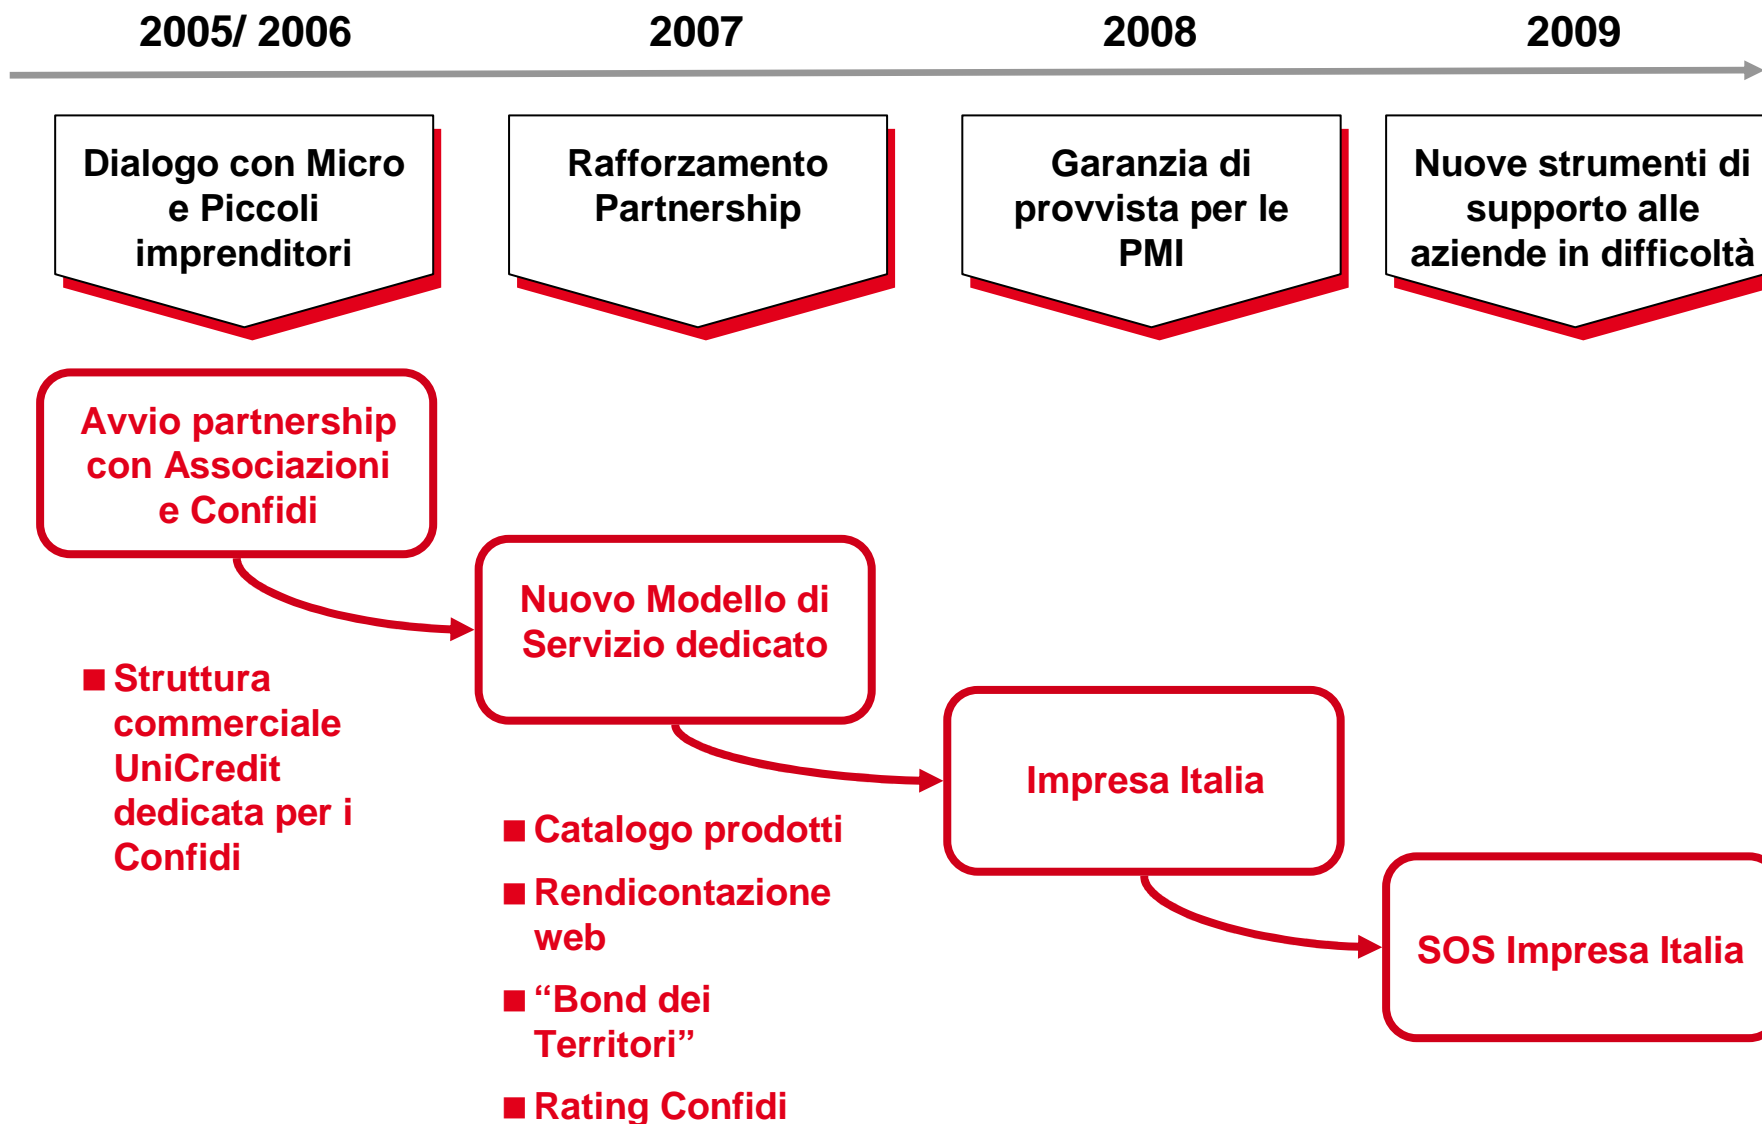 2005/ 2006
2007
2008
2009
Dialogo con Micro
e Piccoli
imprenditori
Rafforzamento
Partnership
Garanzia di
provvista per le
PMI
Nuove strumenti di
supporto alle
aziende in difficoltà
Avvio partnership
con Associazioni
e Confidi
Struttura
commerciale
UniCredit
dedicata per i
Confidi
Nuovo Modello di
Servizio dedicato
Catalogo prodotti
Rendicontazione
web
“Bond dei
Territori”
Rating Confidi
Impresa Italia
SOS Impresa Italia